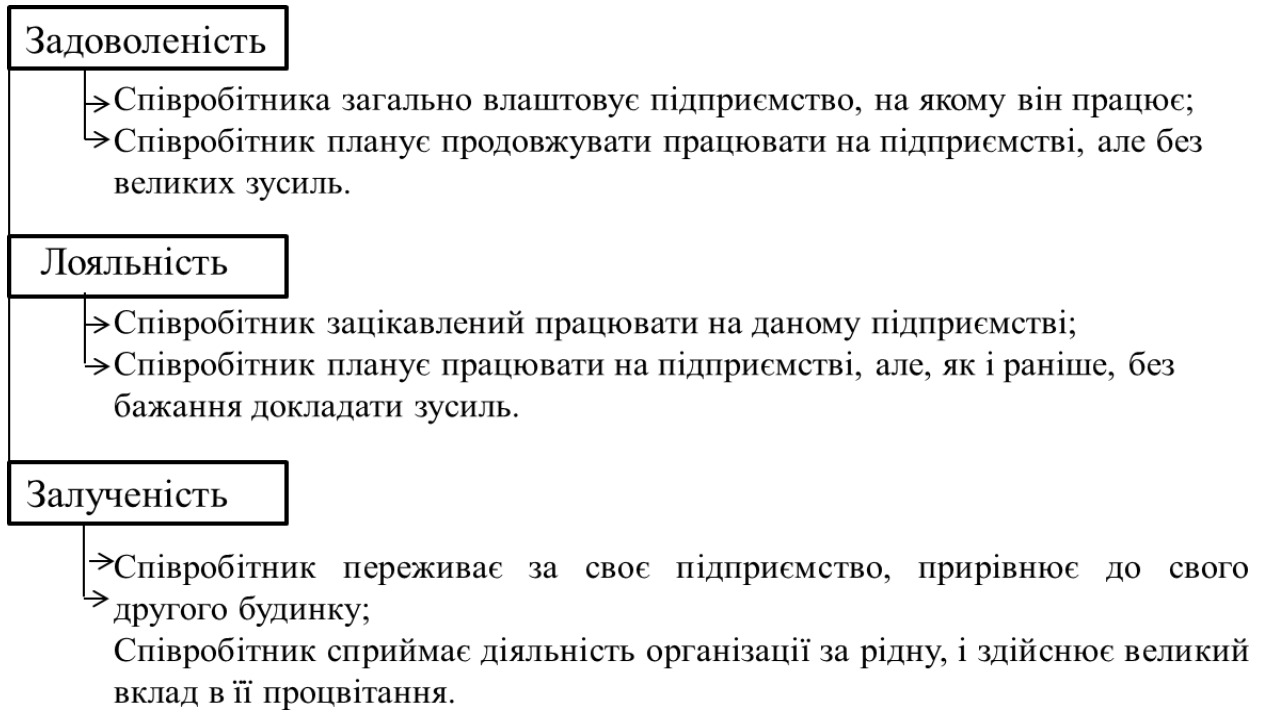 Задоволеність
Співробітника загально влаштовує підприємство, на якому він працює;
Співробітник планує продовжувати працювати на підприємстві, але без
великих зусиль.
Лояльність
Співробітник зацікавлений працювати на даному підприємстві;
Співробітник планує працювати на підприємстві, але, як і раніше, без
бажання докладати зусиль.
Залученість
Співробітник переживає за своє підприємство, прирівнює до свого
другого будинку;
Співробітник сприймає діяльність організації за рідну, і здійснює великий
вклад в її процвітання.